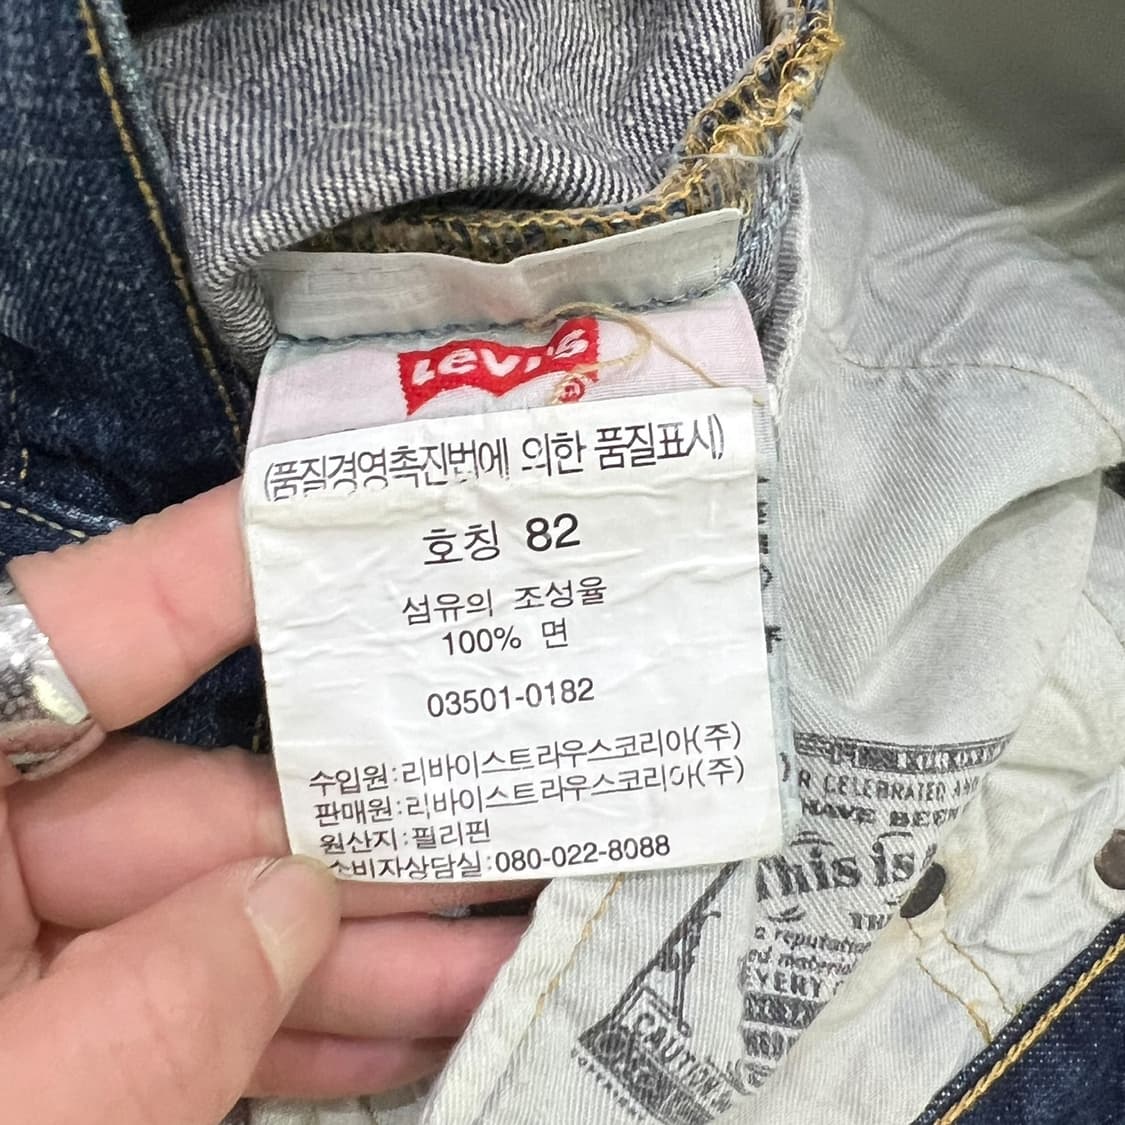 Levi's
(품질경영촉진법에 의한 품질표시)
호칭 82
섬유의 조성율
100% 면
03501-0182
수입원:리바이스트라우스코리아(주)
판매원:리바이스트라우스코리아(주)
원산지:필리핀
소비자상담실:080-022-8088
R CELEBRATED
HAVE BEEN
This is a
a reputation
ed material
VERY
CAUTION